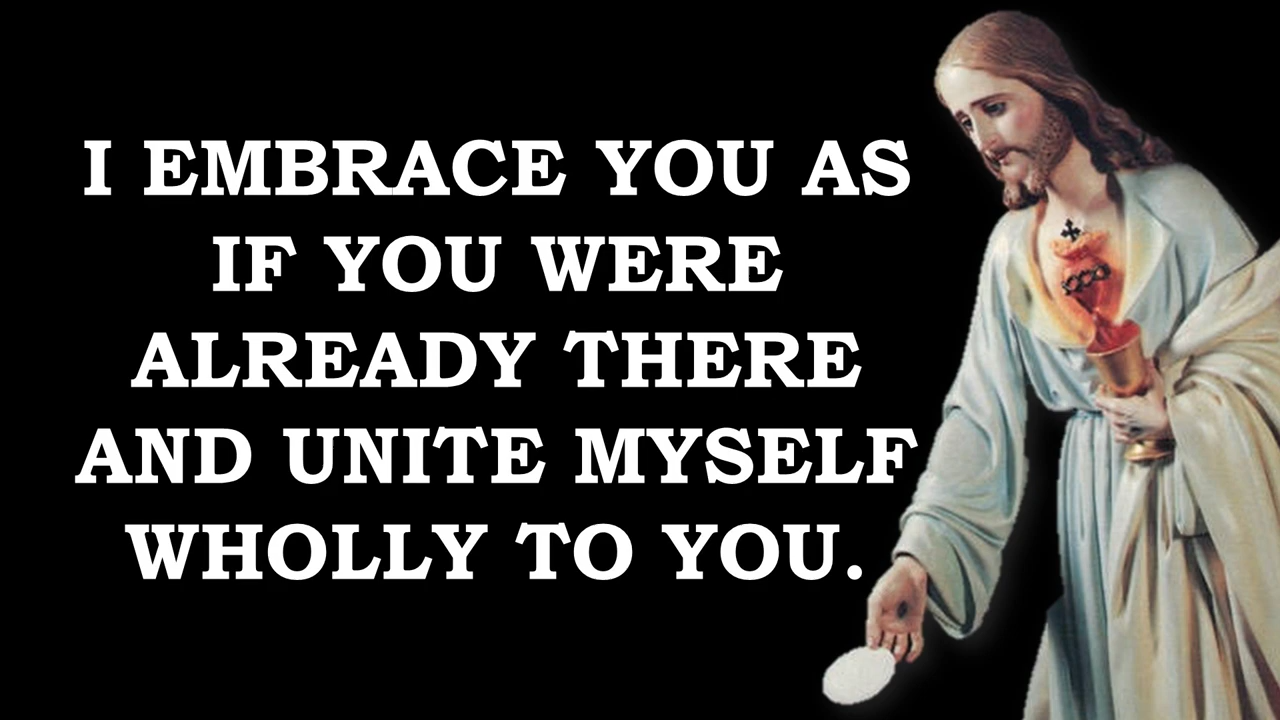 I EMBRACE YOU AS
IF YOU WERE
ALREADY THERE
AND UNITE MYSELF
WHOLLY TO YOU.